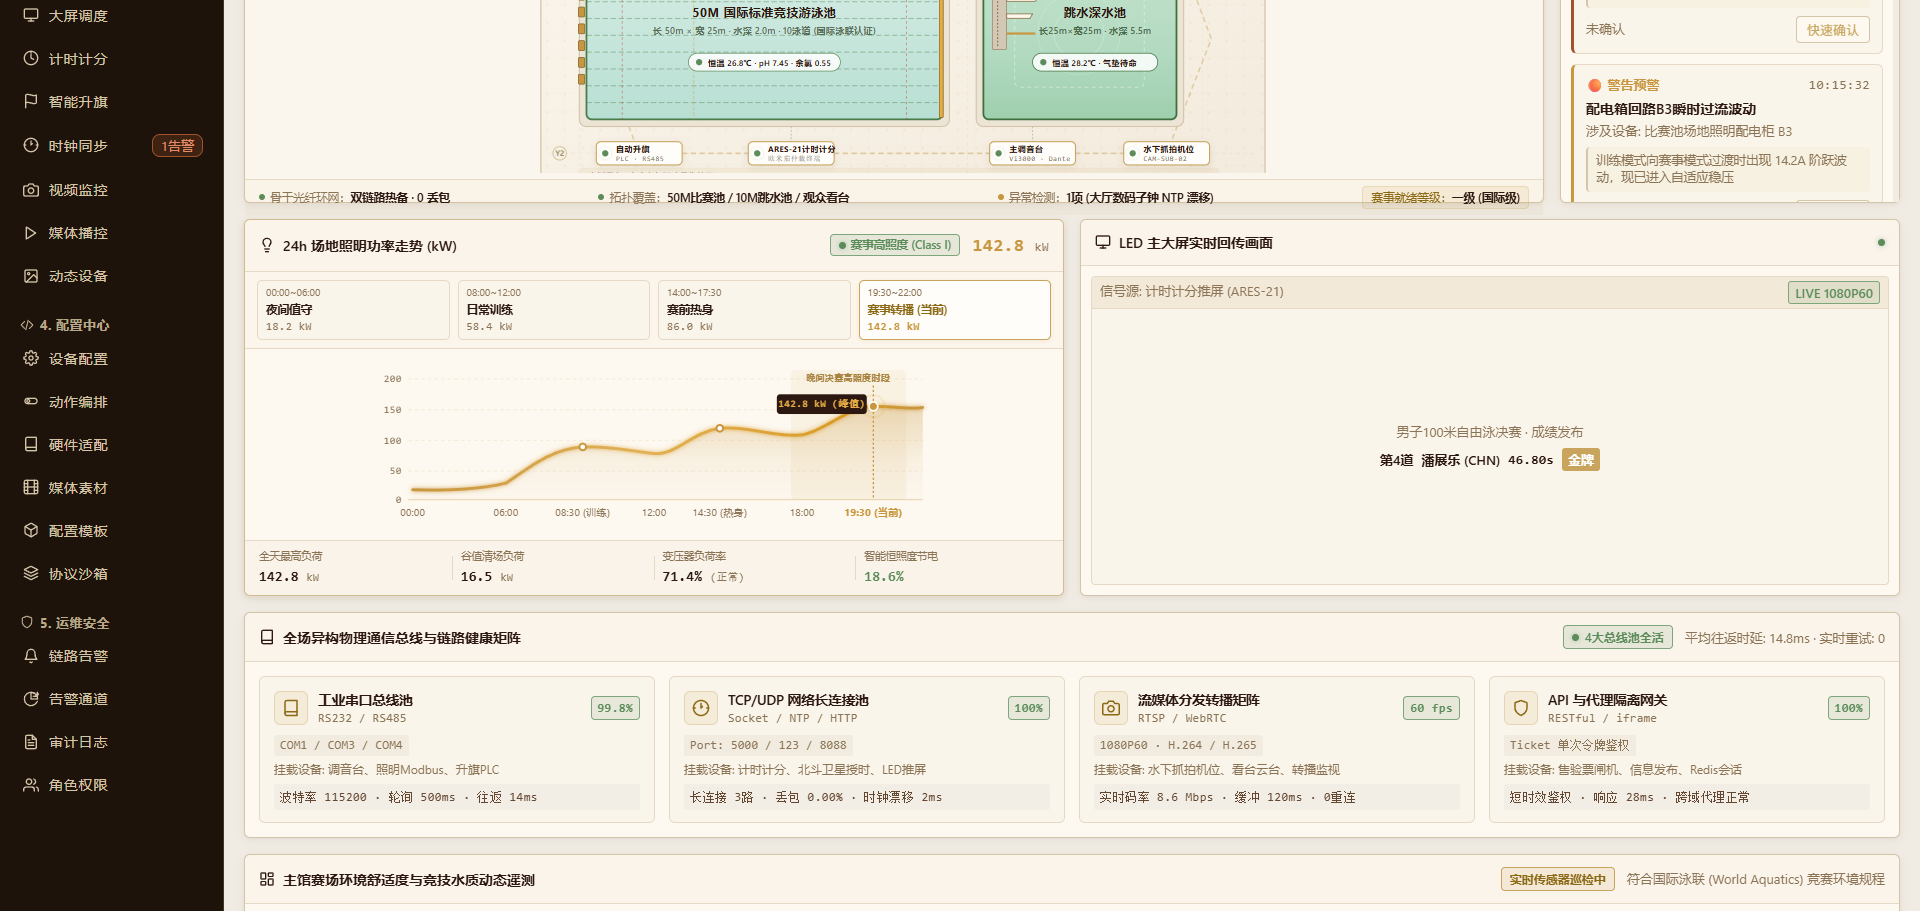 大屏调度
计时计分
智能升旗
时钟同步
1告警
视频监控
媒体播控
动态设备
4. 配置中心
设备配置
动作编排
硬件适配
媒体素材
配置模板
协议沙箱
5. 运维安全
链路告警
告警通道
审计日志
角色权限
50M 国际标准竞技游泳池
长 50m × 宽 25m · 水深 2.0m · 10泳道 (国际泳联认证)
恒温 26.8℃ · pH 7.45 · 余氯 0.55
跳水深水池
长25m×宽25m · 水深 5.5m
恒温 28.2℃ · 气垫待命
Y2
自动升旗
PLC · RS485
ARES-21计时计分
欧米茄仲裁终端
主调音台
Vi3000 · Dante
水下抓拍机位
CAM-SUB-02
骨干光纤环网: 双链路热备 · 0 丢包
拓扑覆盖: 50M比赛池 / 10M跳水池 / 观众看台
异常检测: 1项 (大厅数码子钟 NTP 漂移)
赛事就绪等级: 一级 (国际级)
未确认
快速确认
警告预警
10:15:32
配电箱回路B3瞬时过流波动
涉及设备: 比赛池场地照明配电柜 B3
训练模式向赛事模式过渡时出现 14.2A 阶跃波
动，现已进入自适应稳压
24h 场地照明功率走势 (kW)
赛事高照度 (Class I)
142.8 kW
00:00~06:00
夜间值守
18.2 kW
08:00~12:00
日常训练
58.4 kW
14:00~17:30
赛前热身
86.0 kW
19:30~22:00
赛事转播 (当前)
142.8 kW
200
150
100
50
0
晚间决赛高照度时段
142.8 kW (峰值)
00:00
06:00
08:30 (训练)
12:00
14:30 (热身)
18:00
19:30 (当前)
全天最高负荷
142.8 kW
谷值清场负荷
16.5 kW
变压器负荷率
71.4% (正常)
智能恒照度节电
18.6%
LED 主大屏实时回传画面
信号源: 计时计分推屏 (ARES-21)
LIVE 1080P60
男子100米自由泳决赛 · 成绩发布
第4道 潘展乐 (CHN) 46.80s 金牌
全场异构物理通信总线与链路健康矩阵
4大总线池全活
平均往返时延: 14.8ms · 实时重试: 0
工业串口总线池
RS232 / RS485
99.8%
COM1 / COM3 / COM4
挂载设备: 调音台、照明Modbus、升旗PLC
波特率 115200 · 轮询 500ms · 往返 14ms
TCP/UDP 网络长连接池
Socket / NTP / HTTP
100%
Port: 5000 / 123 / 8088
挂载设备: 计时计分、北斗卫星授时、LED推屏
长连接 3路 · 丢包 0.00% · 时钟漂移 2ms
流媒体分发转播矩阵
RTSP / WebRTC
60 fps
1080P60 · H.264 / H.265
挂载设备: 水下抓拍机位、看台云台、转播监视
实时码率 8.6 Mbps · 缓冲 120ms · 0重连
API 与代理隔离网关
RESTful / iframe
100%
Ticket 单次令牌鉴权
挂载设备: 售验票闸机、信息发布、Redis会话
短时效鉴权 · 响应 28ms · 跨域代理正常
主馆赛场环境舒适度与竞技水质动态遥测
实时传感器巡检中
符合国际泳联 (World Aquatics) 竞赛环境规程